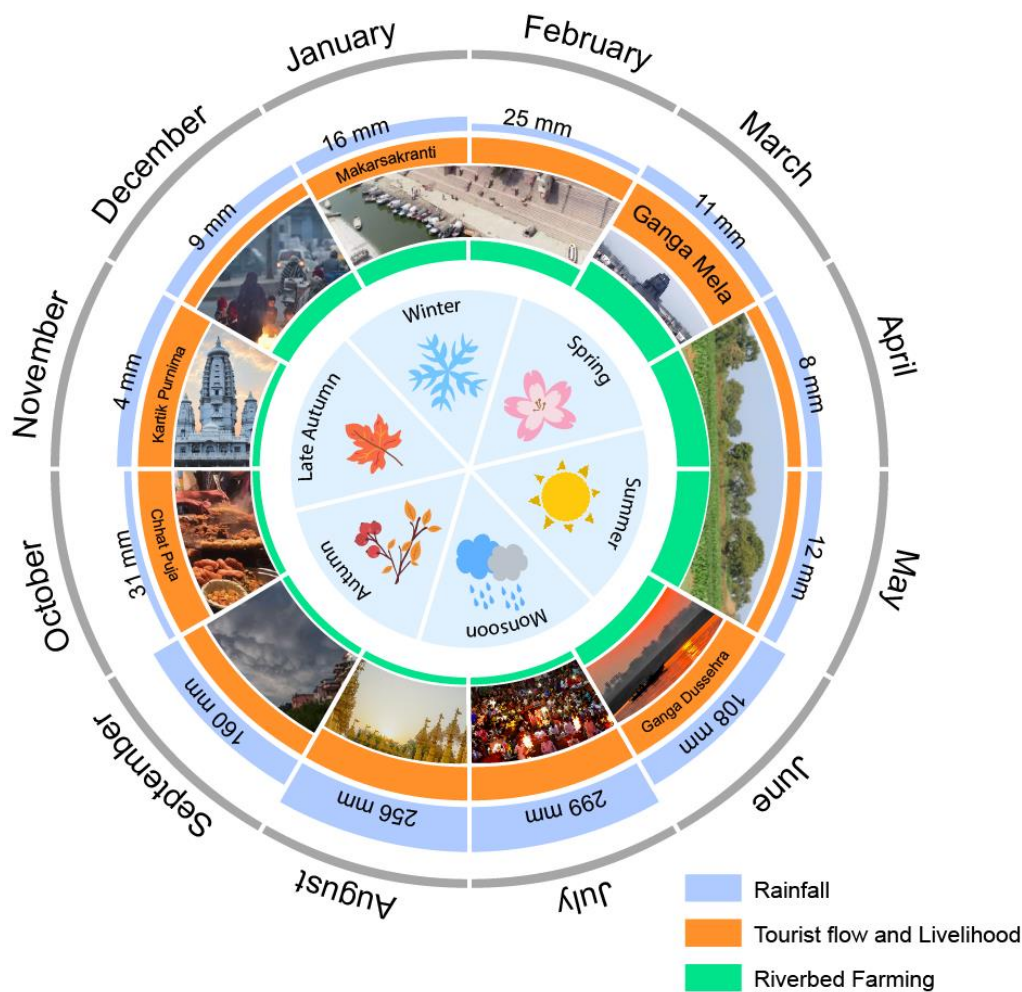 January
February
March
April
May
June
July
August
September
October
November
December
16 mm
25 mm
11 mm
8 mm
12 mm
108 mm
299 mm
256 mm
160 mm
31 mm
4 mm
9 mm
Makarsakranti
Ganga Mela
Ganga Dussehra
Chhat Puja
Kartik Purnima
Winter
Spring
Summer
Monsoon
Autumn
Late Autumn
Rainfall
Tourist flow and Livelihood
Riverbed Farming